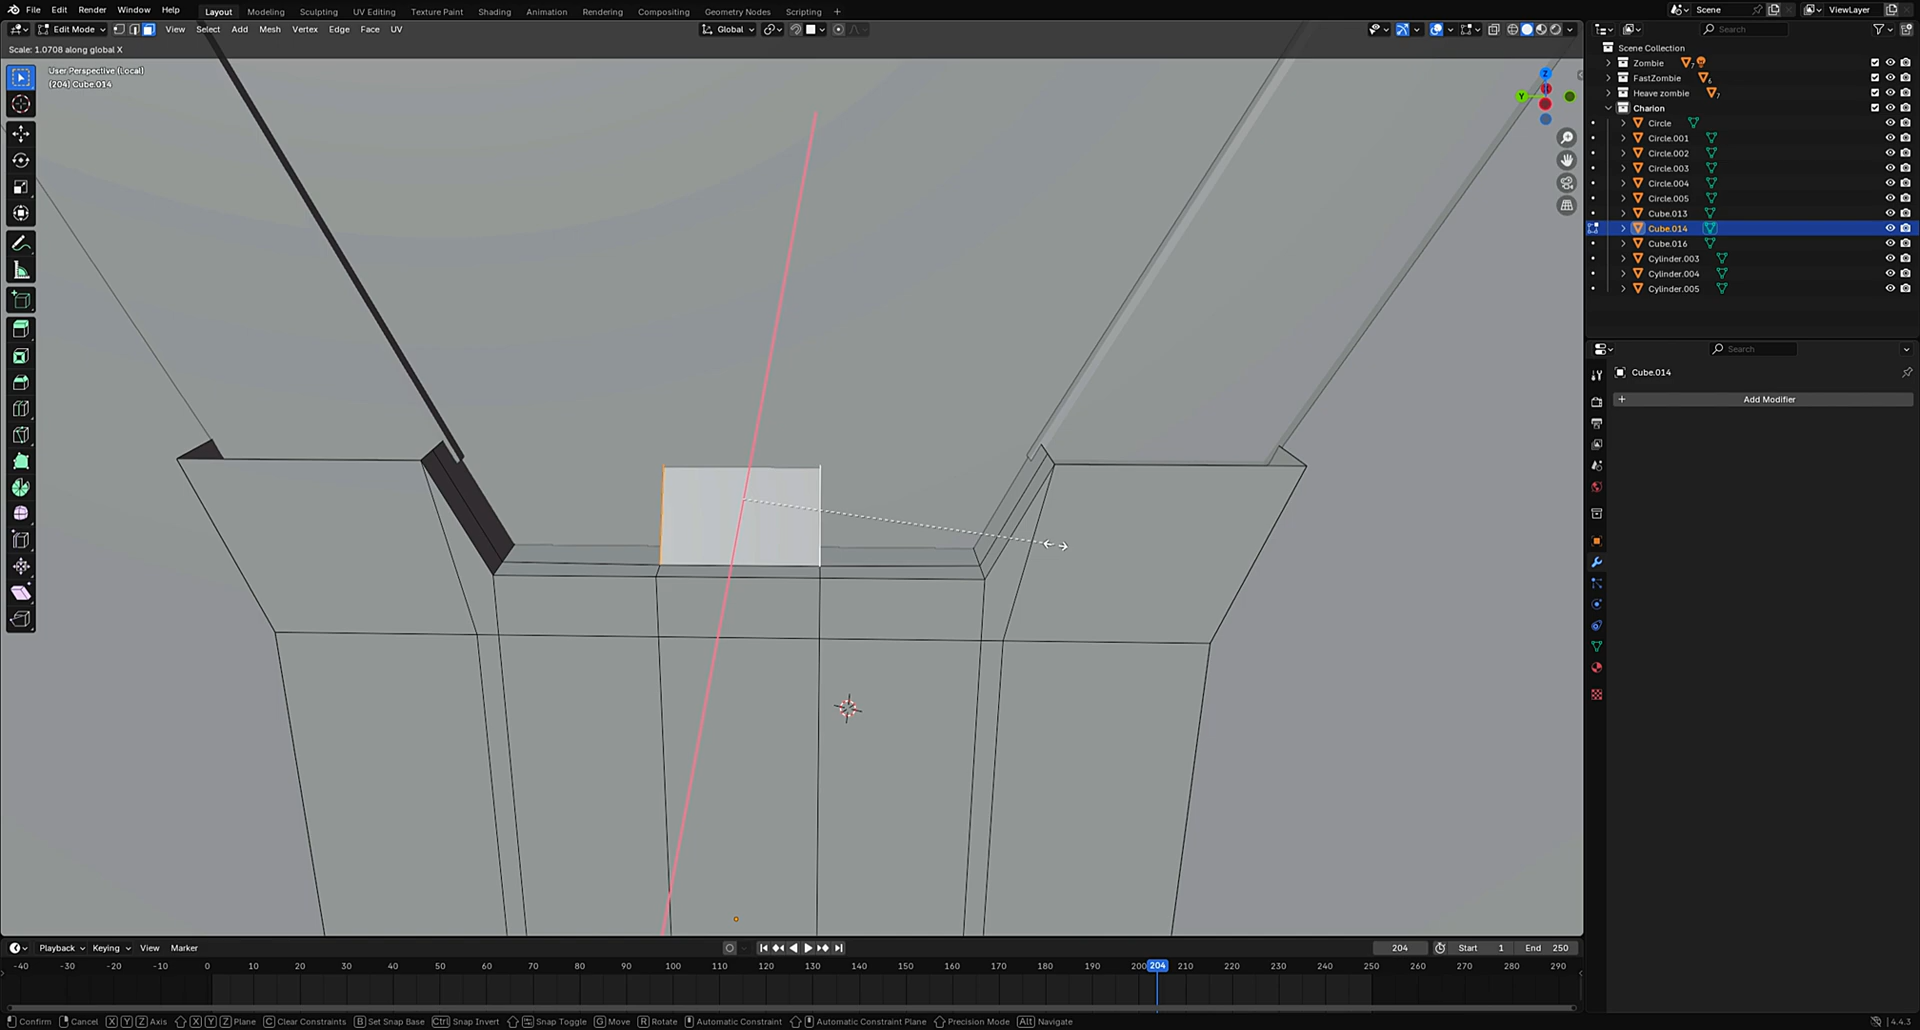 File Edit Render Window Help Layout Modeling Sculpting UV Editing Texture Paint Shading Animation Rendering Compositing Geometry Nodes Scripting + Scene ViewLayer
Edit Mode View Select Add Mesh Vertex Edge Face UV Global Search
Scale: 1.0708 along global X
User Perspective (Local)
(204) Cube.014
Z
Y
Scene Collection
Zombie 7
FastZombie 6
Heave zombie 7
Charion
Circle
Circle.001
Circle.002
Circle.003
Circle.004
Circle.005
Cube.013
Cube.014
Cube.016
Cylinder.003
Cylinder.004
Cylinder.005
Search
Cube.014
+ Add Modifier
Playback Keying View Marker 204 Start 1 End 250
-40 -30 -20 -10 0 10 20 30 40 50 60 70 80 90 100 110 120 130 140 150 160 170 180 190 200 204 210 220 230 240 250 260 270 280 290
Confirm Cancel X Y Z Axis X Y Z Plane C Clear Constraints B Set Snap Base Ctrl Snap Invert Snap Toggle G Move R Rotate Automatic Constraint Automatic Constraint Plane Precision Mode Alt Navigate 4.4.3